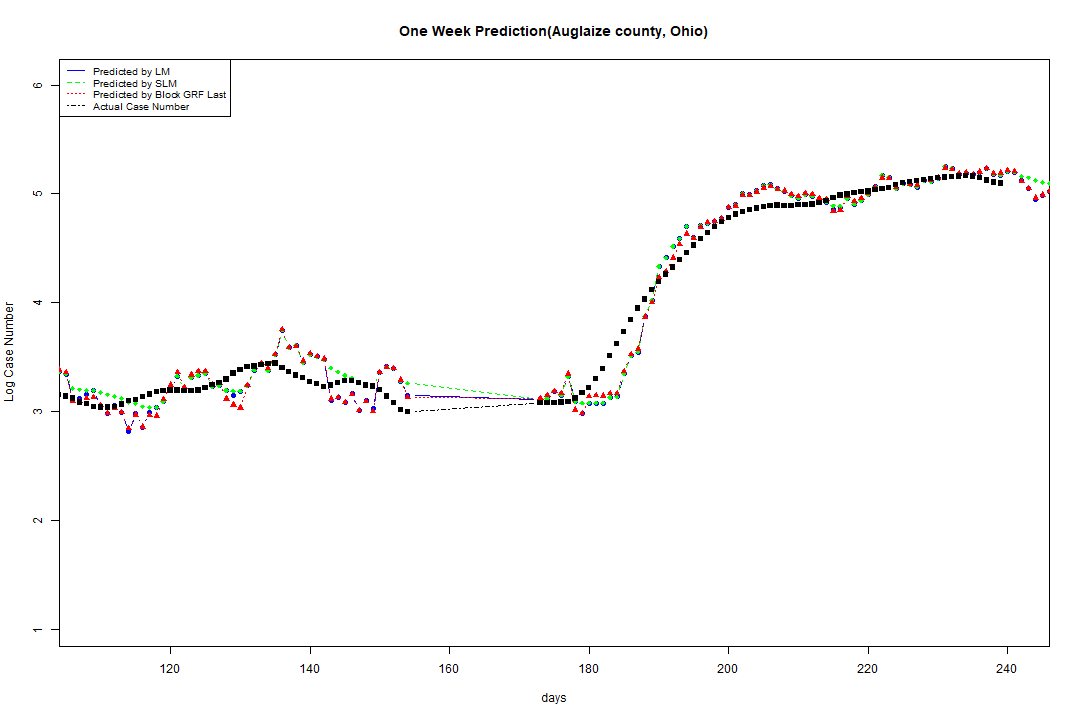 One Week Prediction(Auglaize county, Ohio)
Predicted by LM
Predicted by SLM
Predicted by Block GRF Last
Actual Case Number
6
5
4
3
2
1
Log Case Number
120 140 160 180 200 220 240
days